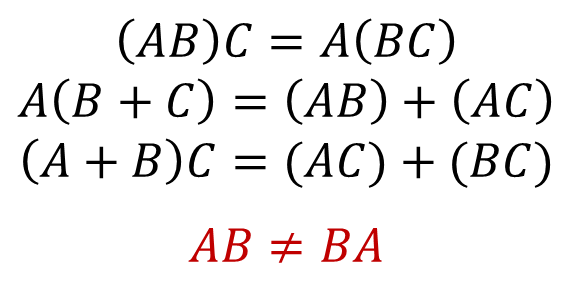 (AB)C = A(BC)
A(B + C) = (AB) + (AC)
(A + B)C = (AC) + (BC)
AB ≠ BA